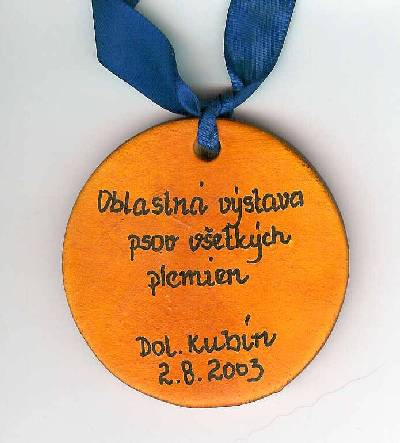 Oblastná výstava
psov všetkých
plemien
Dol. Kubín
2.8.2003